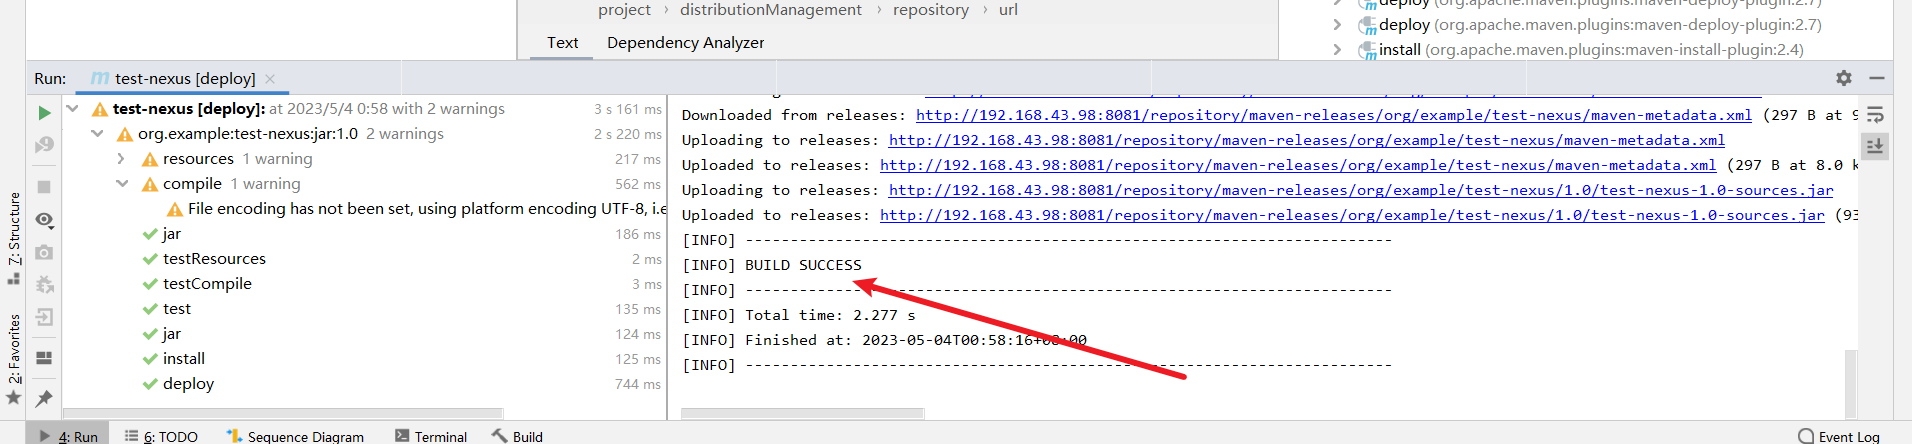 project › distributionManagement › repository › url
deploy (org.apache.maven.plugins:maven-deploy-plugin:2.7)
deploy (org.apache.maven.plugins:maven-deploy-plugin:2.7)
Text Dependency Analyzer
install (org.apache.maven.plugins:maven-install-plugin:2.4)
Run: test-nexus [deploy] ×
test-nexus [deploy]: at 2023/5/4 0:58 with 2 warnings 3 s 161 ms
org.example:test-nexus:jar:1.0 2 warnings 2 s 220 ms
resources 1 warning 217 ms
compile 1 warning 562 ms
File encoding has not been set, using platform encoding UTF-8, i.e
jar 186 ms
testResources 2 ms
testCompile 3 ms
test 135 ms
jar 124 ms
install 125 ms
deploy 744 ms
Downloaded from releases: http://192.168.43.98:8081/repository/maven-releases/org/example/test-nexus/maven-metadata.xml (297 B at 9
Uploading to releases: http://192.168.43.98:8081/repository/maven-releases/org/example/test-nexus/maven-metadata.xml
Uploaded to releases: http://192.168.43.98:8081/repository/maven-releases/org/example/test-nexus/maven-metadata.xml (297 B at 8.0 k
Uploading to releases: http://192.168.43.98:8081/repository/maven-releases/org/example/test-nexus/1.0/test-nexus-1.0-sources.jar
Uploaded to releases: http://192.168.43.98:8081/repository/maven-releases/org/example/test-nexus/1.0/test-nexus-1.0-sources.jar (93
[INFO] ------------------------------------------------------------------------
[INFO] BUILD SUCCESS
[INFO] ------------------------------------------------------------------------
[INFO] Total time: 2.277 s
[INFO] Finished at: 2023-05-04T00:58:16+08:00
[INFO] ------------------------------------------------------------------------
Z: Structure
2: Favorites
4: Run 6: TODO Sequence Diagram Terminal Build Event Log